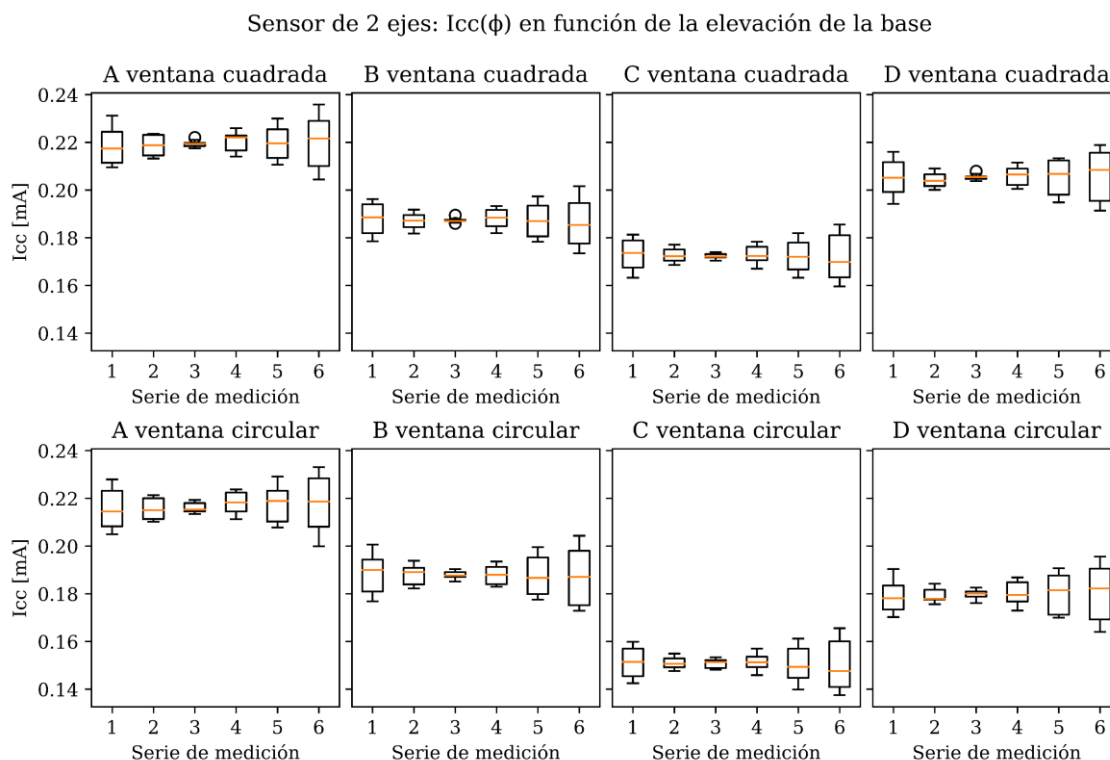 Sensor de 2 ejes: Icc(ϕ) en función de la elevación de la base
A ventana cuadrada B ventana cuadrada C ventana cuadrada D ventana cuadrada
0.24
0.22
0.20
0.18
0.16
0.14
Icc [mA]
1 2 3 4 5 6 1 2 3 4 5 6 1 2 3 4 5 6 1 2 3 4 5 6
Serie de medición Serie de medición Serie de medición Serie de medición
A ventana circular B ventana circular C ventana circular D ventana circular
0.24
0.22
0.20
0.18
0.16
0.14
Icc [mA]
1 2 3 4 5 6 1 2 3 4 5 6 1 2 3 4 5 6 1 2 3 4 5 6
Serie de medición Serie de medición Serie de medición Serie de medición